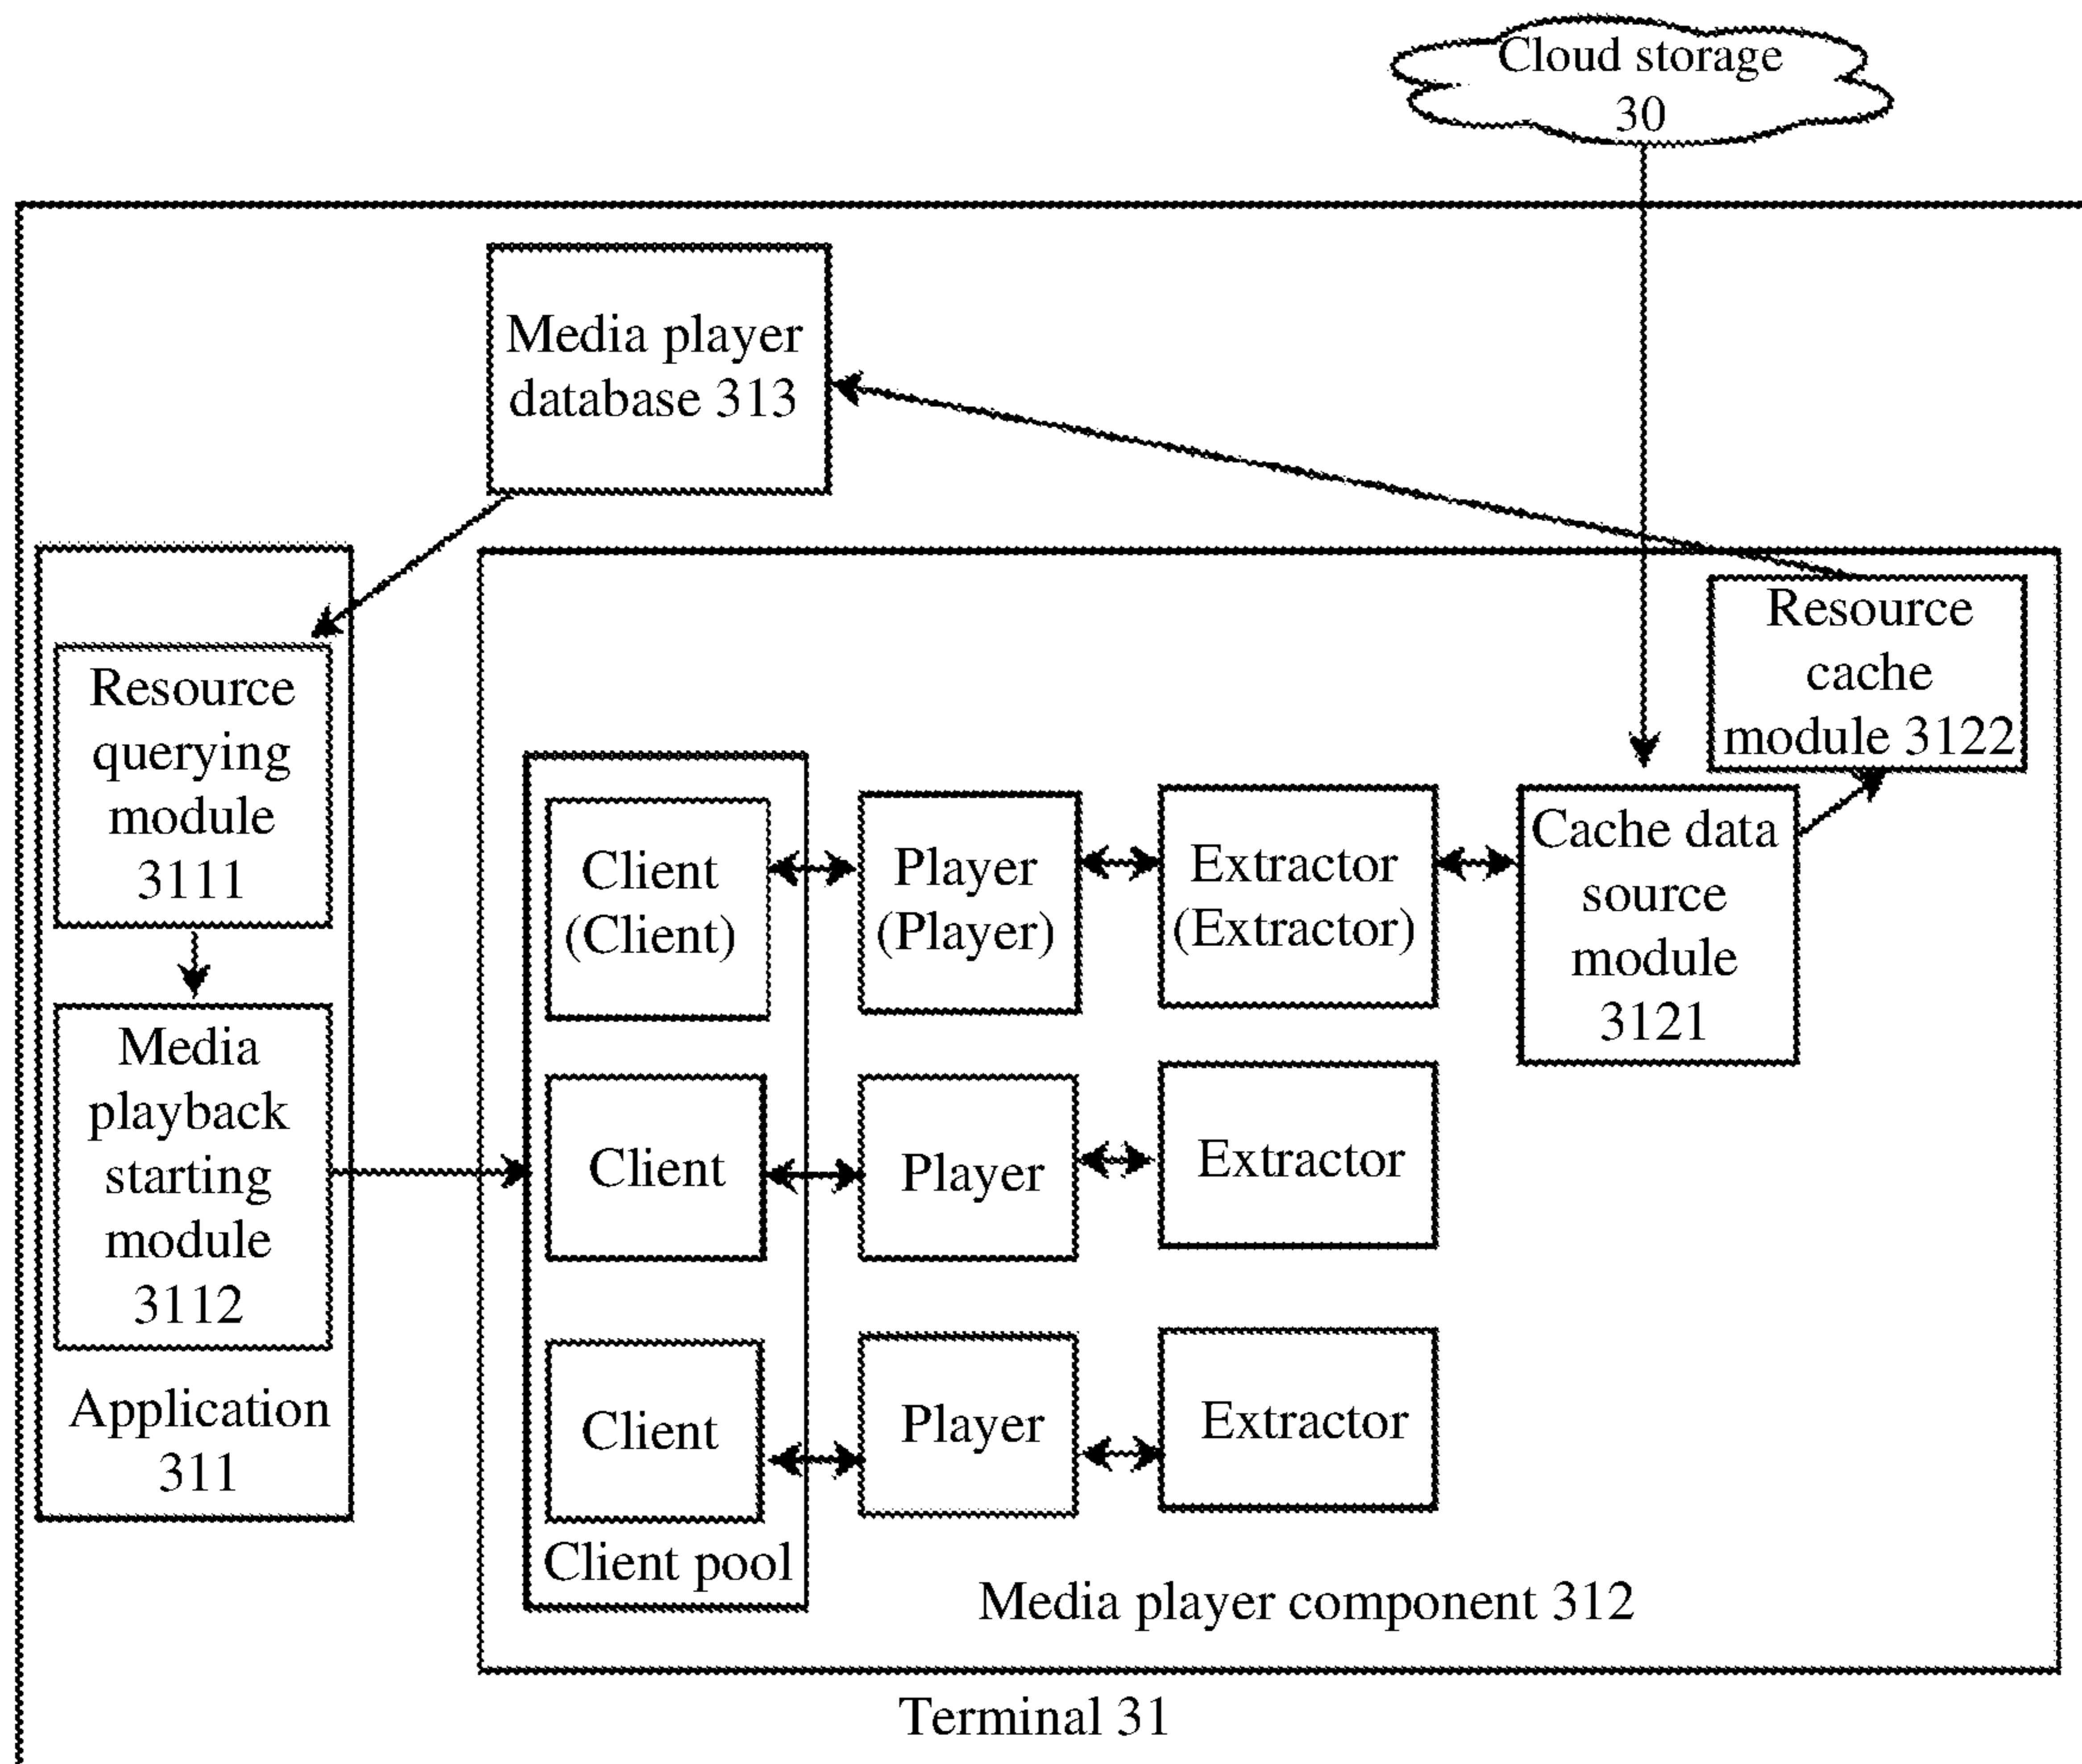 Cloud storage
30
Media player
database 313
Resource
cache
module 3122
Resource
querying
module
3111
Cache data
source
module
3121
Client
(Client)
Player
(Player)
Extractor
(Extractor)
Media
playback
starting
module
3112
Client
Player
Extractor
Application
311
Client
Player
Extractor
Client pool
Media player component 312
Terminal 31